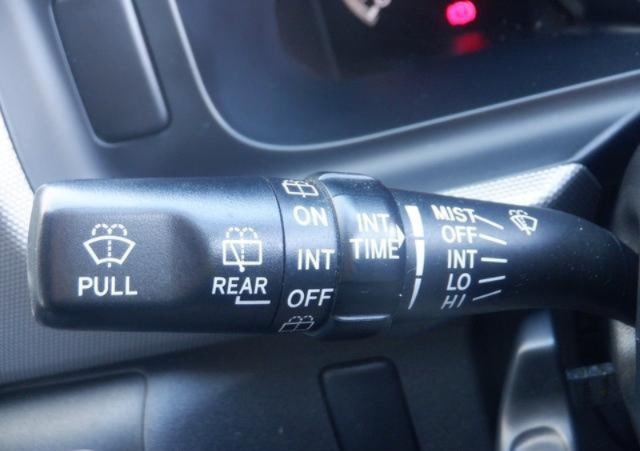 PULL
REAR
ON
INT
OFF
INT
TIME
MIST
OFF
INT
LO
HI